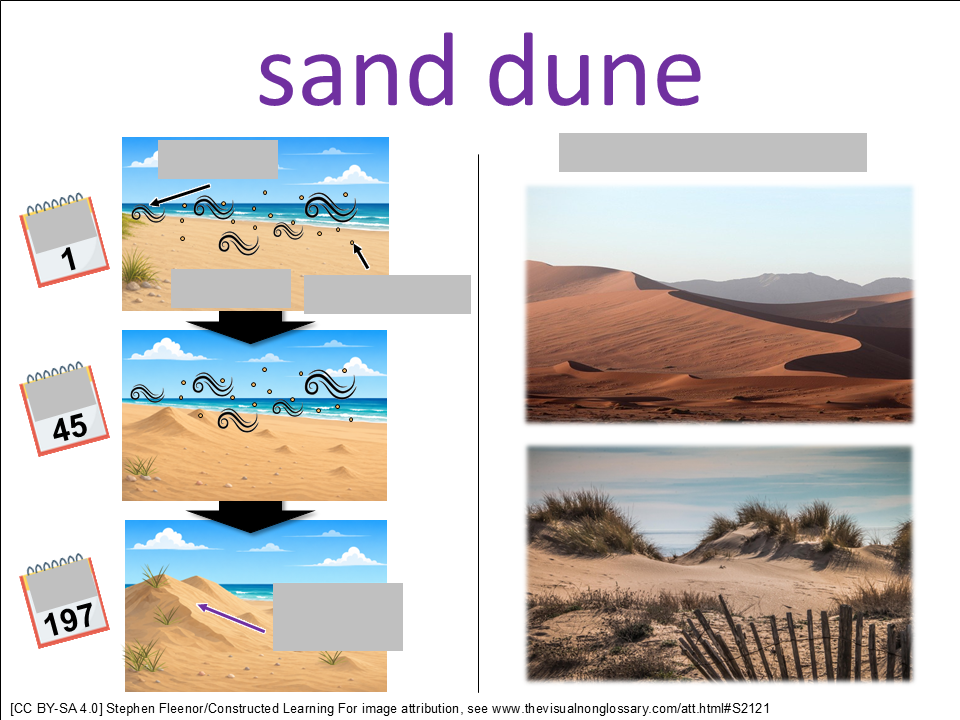 sand dune
1
45
197
[CC BY-SA 4.0] Stephen Fleenor/Constructed Learning For image attribution, see www.thevisualnonglossary.com/att.html#S2121